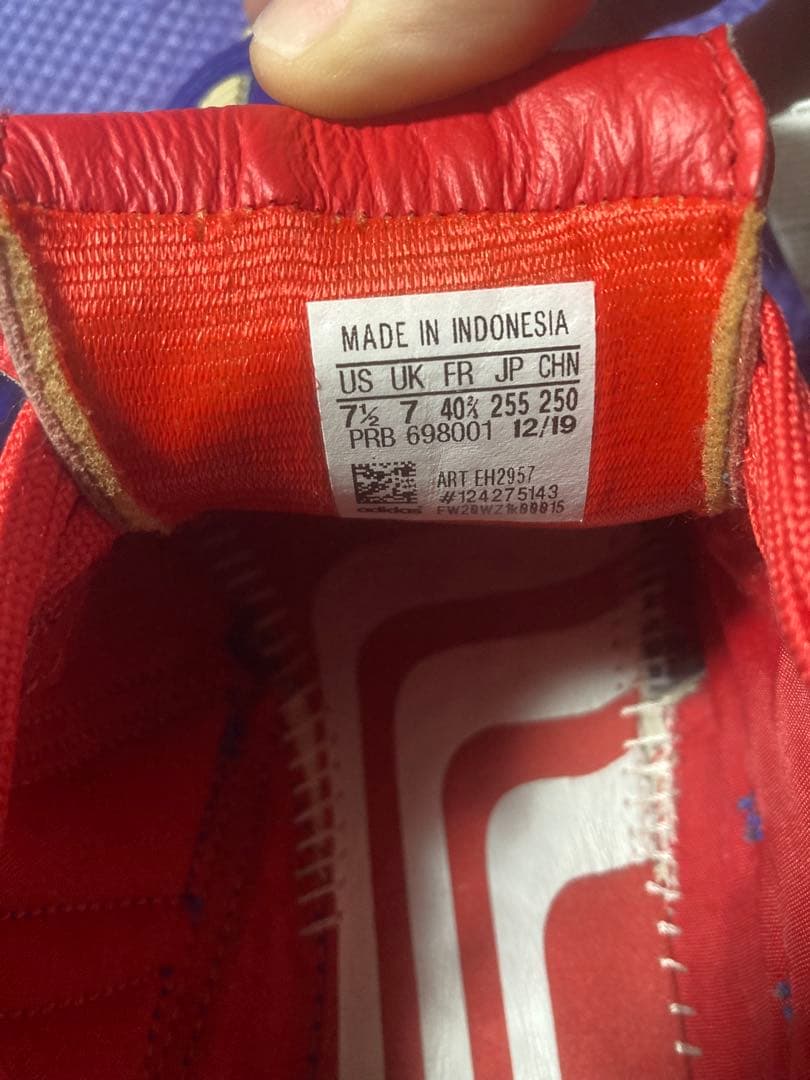 MADE IN INDONESIA
US UK FR JP CHN
7½ 7 40⅔ 255 250
PRB 698001 12/19
ART EH2957
#124275143
adidas FW20WZ1k00015